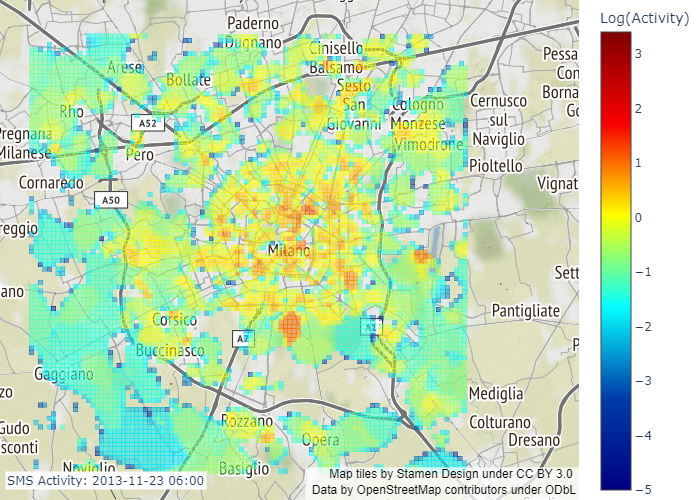 Log(Activity)
3
2
1
0
−1
−2
−3
−4
−5
Paderno
Dugnano
Cinisello
Balsamo
Pessa
Con
Borna
Go
Arese
Bollate
Sesto
San
Giovanni
Cologno
Monzese
Cernusco
sul
Naviglio
Rho
A52
Pregnana
Milanese
Pero
Vimodrone
Pioltello
Cornaredo
Vignat
A50
reggio
Milano
Sett
ano
Pantigliate
Corsico
A1
A7
Buccinasco
P
Gaggiano
zo
Mediglia
Gudo
sconti
Rozzano
Opera
Colturano
Dresano
Noviglio
Basiglio
SMS Activity: 2013-11-23 06:00
Map tiles by Stamen Design under CC BY 3.0
Data by OpenStreetMap contributors under ODbL